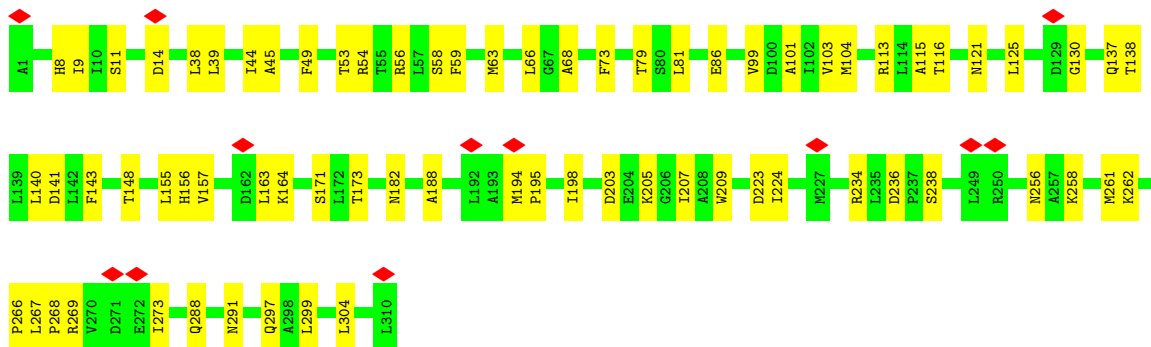 A1 H8 I9 I10 S11 D14 L38 L39 I44 A45 F49 T53 R54 T55 R56 L57 S58 F59 M63 L66 G67 A68 F73 T79 S80 L81 E86 V99 D100 A101 I102 V103 M104 R113 L114 A115 T116 N121 L125 D129 G130 Q137 T138
L139 L140 D141 L142 F143 T148 L155 H156 V157 D162 L163 K164 S171 L172 T173 N182 A188 L192 A193 M194 P195 I198 D203 E204 K205 G206 I207 A208 W209 D223 I224 M227 R234 L235 D236 P237 S238 L249 R250 N256 A257 K258 M261 K262
P266 L267 P268 R269 V270 D271 E272 I273 Q288 N291 Q297 A298 L299 L304 L310